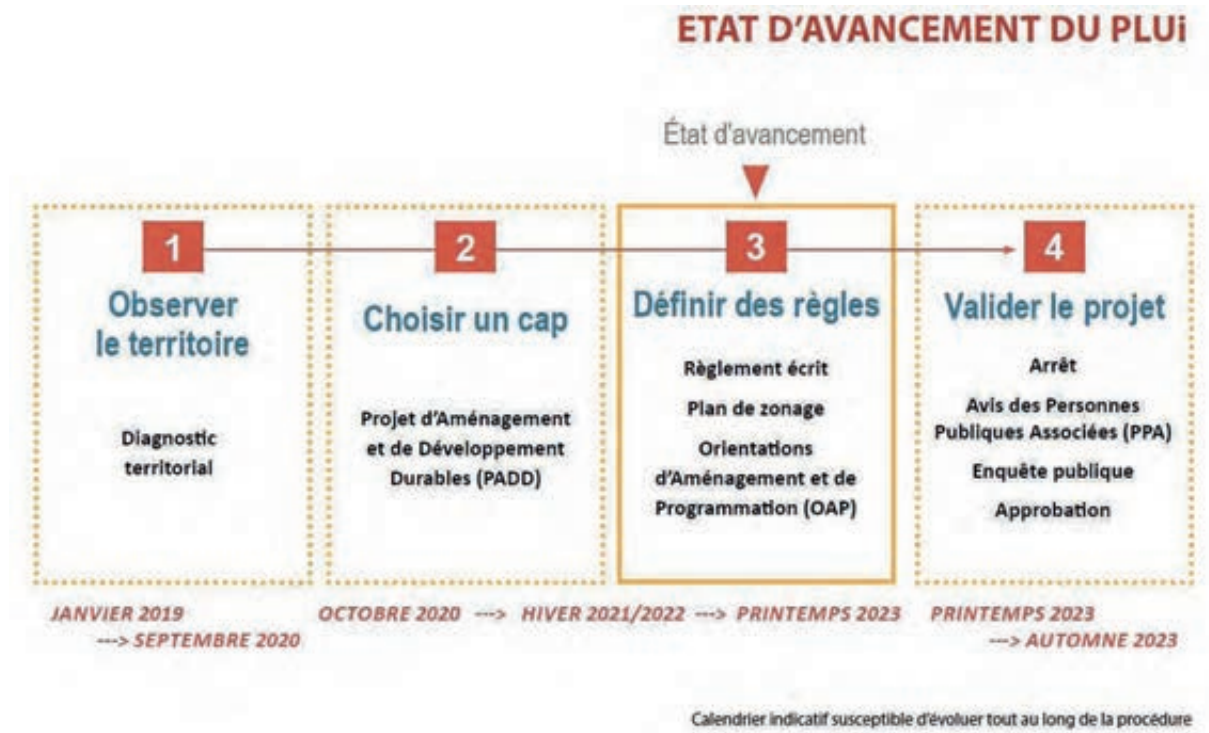 ETAT D'AVANCEMENT DU PLUi
État d'avancement
1
Observer
le territoire
Diagnostic
territorial
2
Choisir un cap
Projet d'Aménagement
et de Développement
Durables (PADD)
3
Définir des règles
Règlement écrit
Plan de zonage
Orientations
d'Aménagement et de
Programmation (OAP)
4
Valider le projet
Arrêt
Avis des Personnes
Publiques Associées (PPA)
Enquête publique
Approbation
JANVIER 2019
---> SEPTEMBRE 2020
OCTOBRE 2020 ---> HIVER 2021/2022 ---> PRINTEMPS 2023
PRINTEMPS 2023
---> AUTOMNE 2023
Calendrier indicatif susceptible d'évoluer tout au long de la procédure